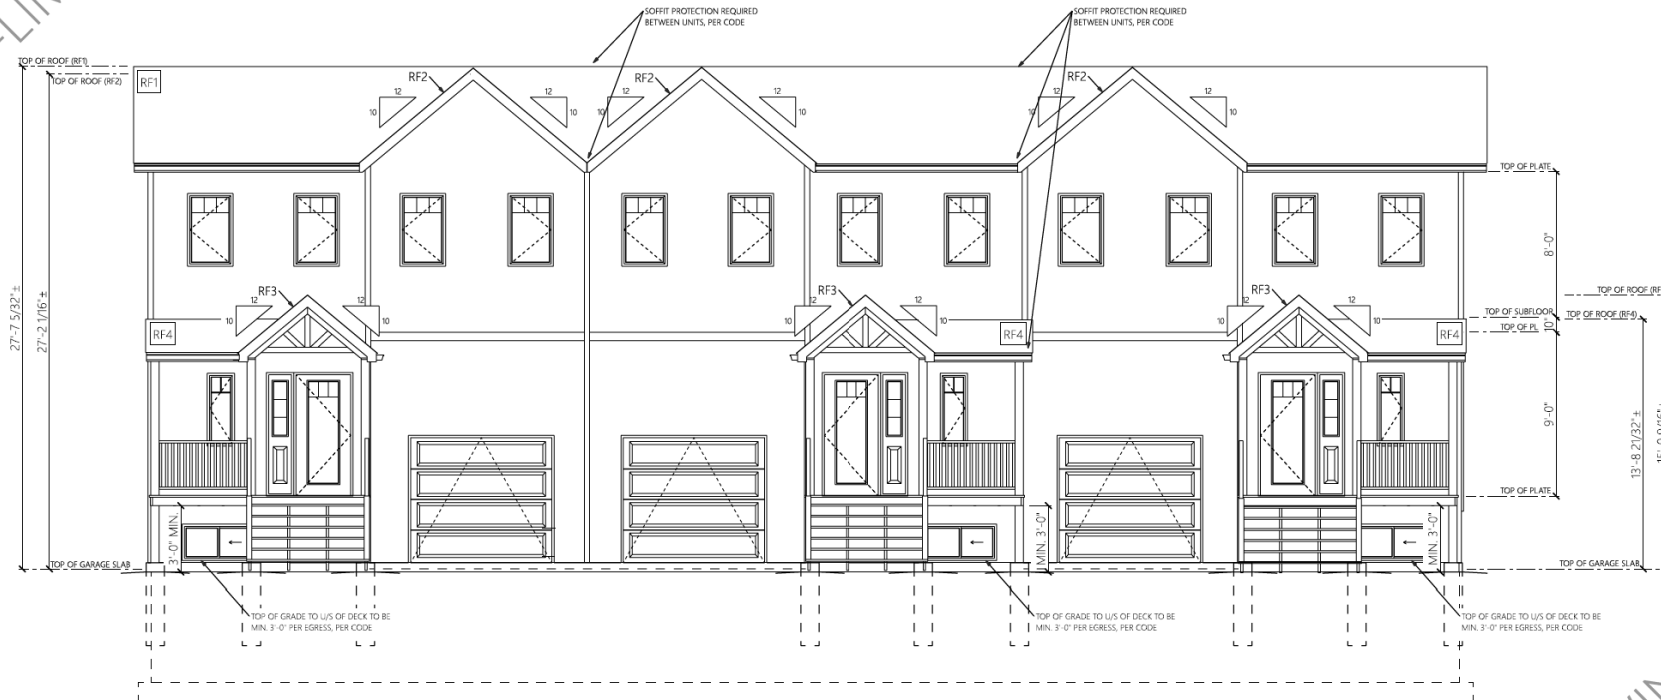 SOFFIT PROTECTION REQUIRED
BETWEEN UNITS, PER CODE
SOFFIT PROTECTION REQUIRED
BETWEEN UNITS, PER CODE
TOP OF ROOF (RF1)
TOP OF ROOF (RF2)
RF1
RF2
RF2
RF2
12
10
12
10
12
10
12
10
12
10
12
10
TOP OF PLATE
8'-0"
27'-7 5/32" ±
27'-2 1/16" ±
RF3
RF3
RF3
12
10
12
10
12
10
12
10
12
10
12
10
TOP OF ROOF (RF
TOP OF SUBFLOOR
TOP OF ROOF (RF4)
10"
TOP OF PL
RF4
RF4
RF4
9'-0"
13'-8 21/32" ±
TOP OF PLATE
3'-0" MIN.
MIN. 3'-0"
MIN. 3'-0"
TOP OF GARAGE SLAB
TOP OF GARAGE SLAB
TOP OF GRADE TO U/S OF DECK TO BE
MIN. 3'-0" PER EGRESS, PER CODE
TOP OF GRADE TO U/S OF DECK TO BE
MIN. 3'-0" PER EGRESS, PER CODE
TOP OF GRADE TO U/S OF DECK TO BE
MIN. 3'-0" PER EGRESS, PER CODE